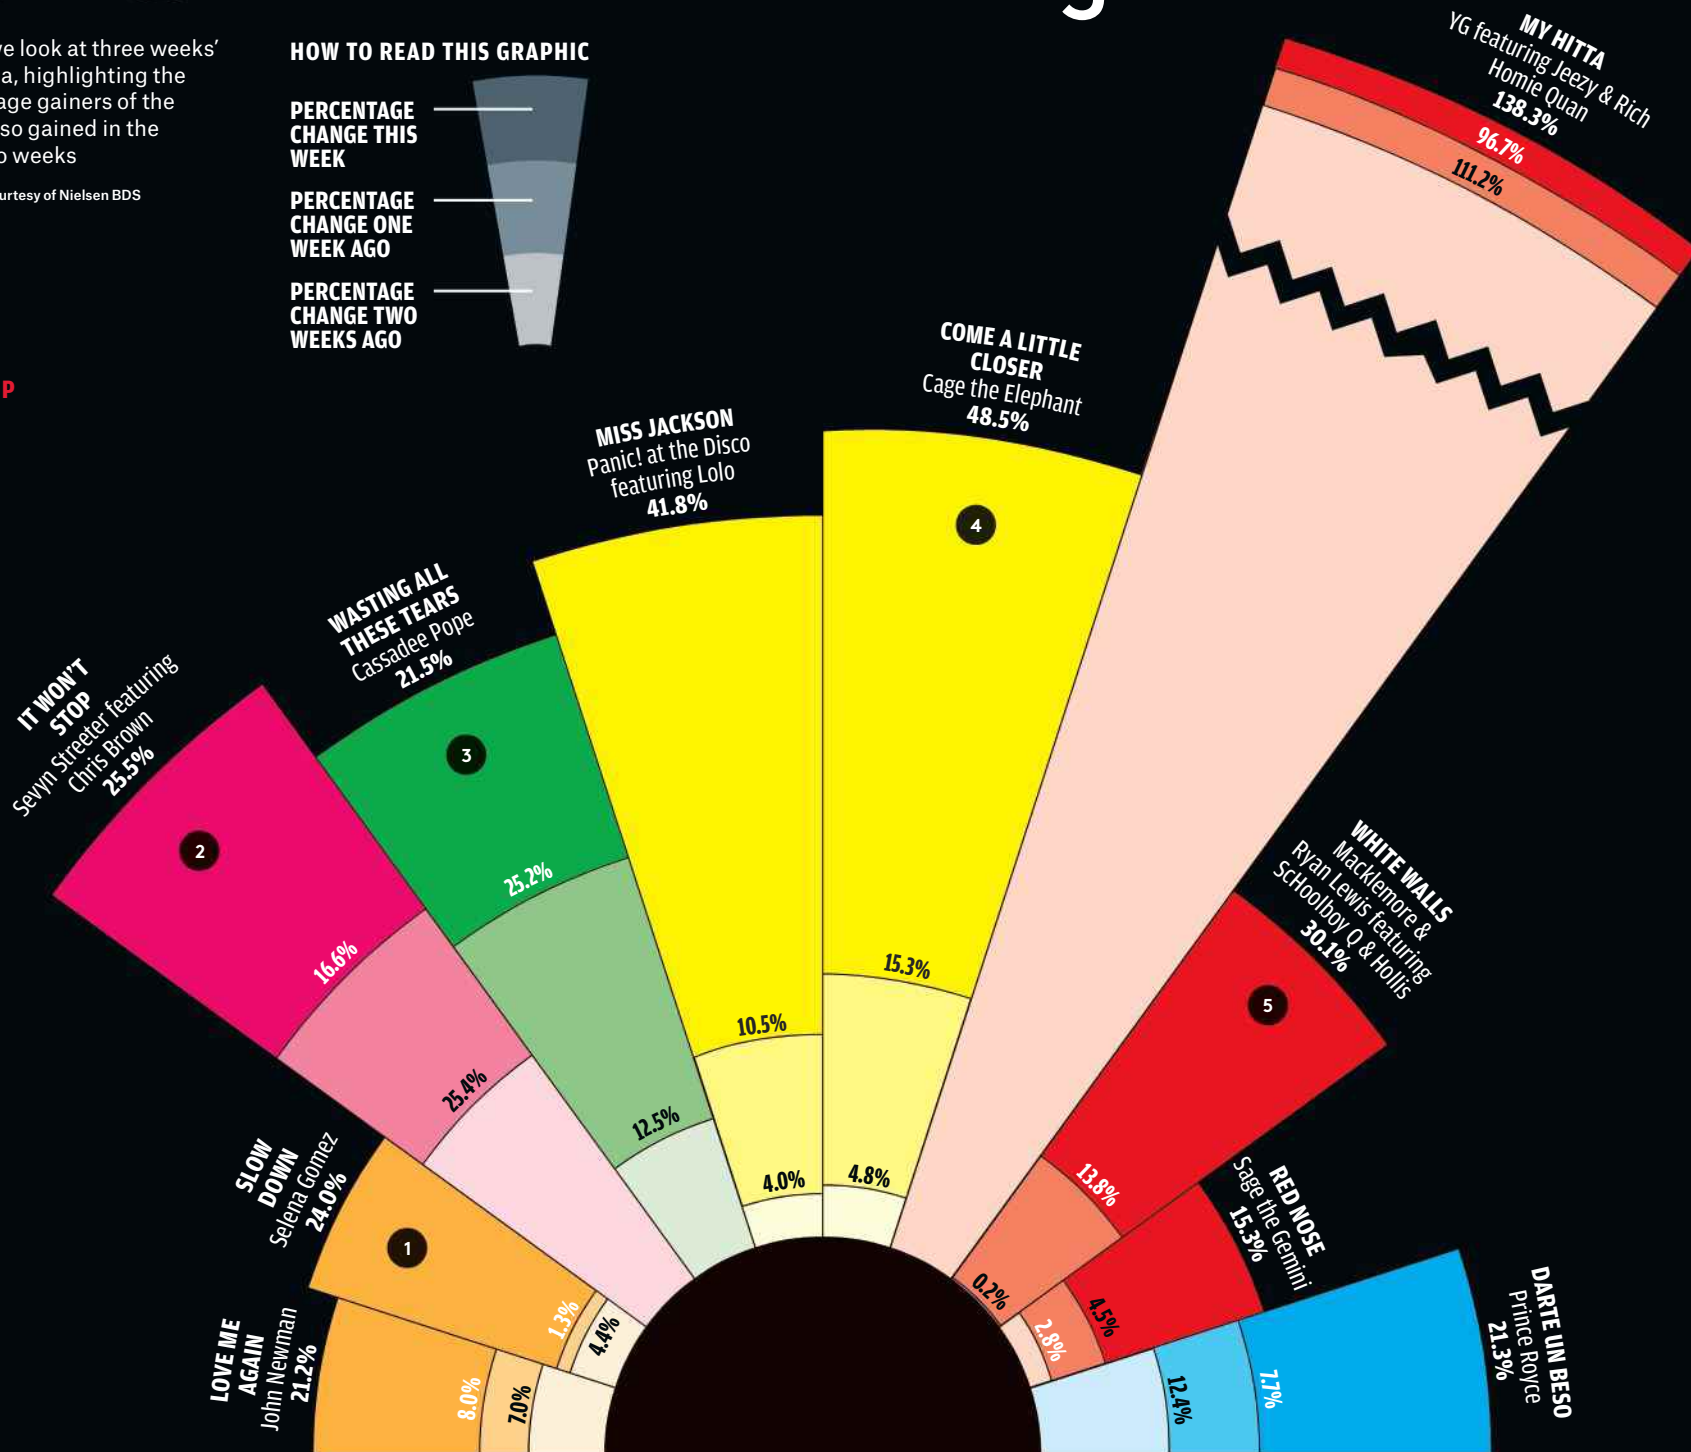 ve look at three weeks'
a, highlighting the
age gainers of the
so gained in the
o weeks
urtesy of Nielsen BDS
P
HOW TO READ THIS GRAPHIC
PERCENTAGE
CHANGE THIS
WEEK
PERCENTAGE
CHANGE ONE
WEEK AGO
PERCENTAGE
CHANGE TWO
WEEKS AGO
LOVE ME
AGAIN
John Newman
21.2%
8.0%
7.0%
SLOW
DOWN
Selena Gomez
24.0%
1
1.3%
4.4%
IT WON'T
STOP
Sevyn Streeter featuring
Chris Brown
25.5%
2
16.6%
25.4%
WASTING ALL
THESE TEARS
Cassadee Pope
21.5%
3
25.2%
12.5%
MISS JACKSON
Panic! at the Disco
featuring Lolo
41.8%
10.5%
4.0%
COME A LITTLE
CLOSER
Cage the Elephant
48.5%
4
15.3%
4.8%
MY HITTA
YG featuring Jeezy & Rich
Homie Quan
138.3%
96.7%
111.2%
WHITE WALLS
Macklemore &
Ryan Lewis featuring
ScHoolboy Q & Hollis
30.1%
5
13.8%
0.2%
RED NOSE
Sage the Gemini
15.3%
4.5%
2.8%
DARTE UN BESO
Prince Royce
21.3%
7.7%
12.4%